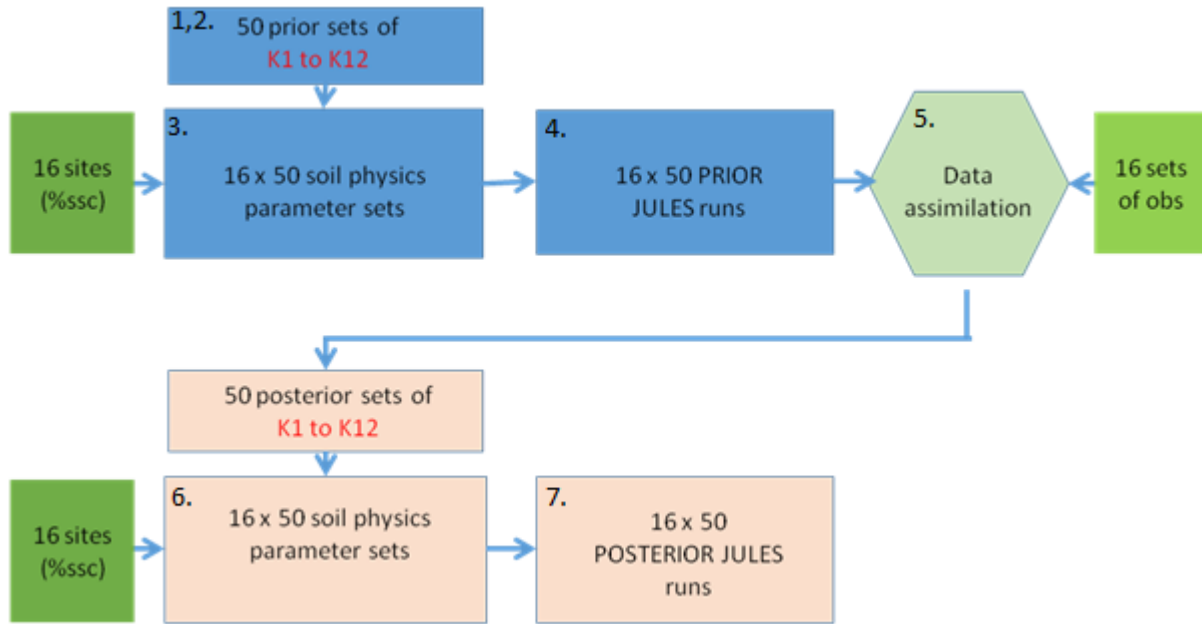 1,2.
50 prior sets of
K1 to K12
16 sites
(%ssc)
3.
16 x 50 soil physics
parameter sets
4.
16 x 50 PRIOR
JULES runs
5.
Data
assimilation
16 sets
of obs
50 posterior sets of
K1 to K12
16 sites
(%ssc)
6.
16 x 50 soil physics
parameter sets
7.
16 x 50
POSTERIOR JULES
runs